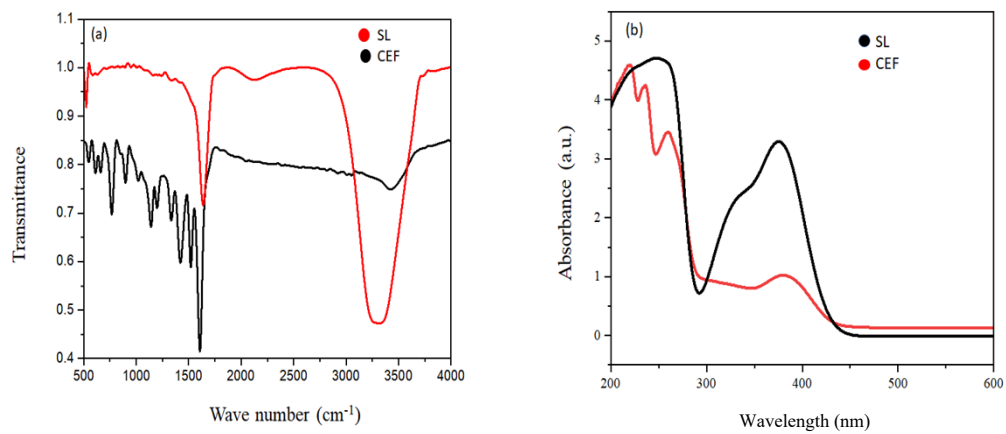 (a)
SL
CEF
1.1
1.0
0.9
0.8
0.7
0.6
0.5
0.4
Transmittance
500 1000 1500 2000 2500 3000 3500 4000
Wave number (cm⁻¹)
(b)
SL
CEF
5
4
3
2
1
0
Absorbance (a.u.)
200 300 400 500 600
Wavelength (nm)